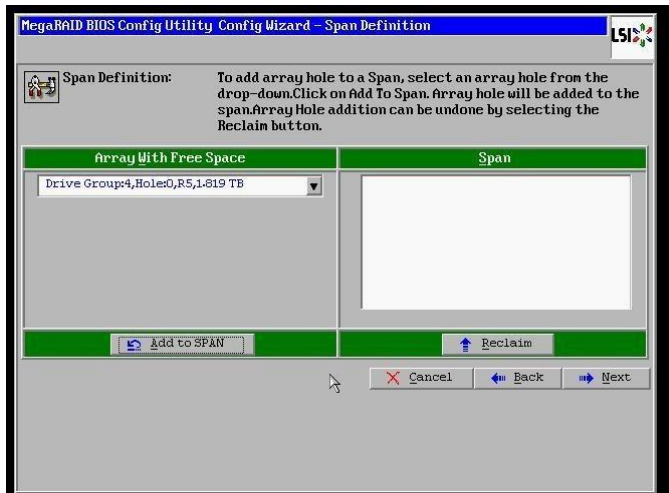 MegaRAID BIOS Config Utility Config Wizard – Span Definition
LSI
Span Definition:
To add array hole to a Span, select an array hole from the
drop-down.Click on Add To Span. Array hole will be added to the
span.Array Hole addition can be undone by selecting the
Reclaim button.
Array With Free Space
Span
Drive Group:4,Hole:0,R5,1.819 TB
Add to SPAN
Reclaim
Cancel
Back
Next